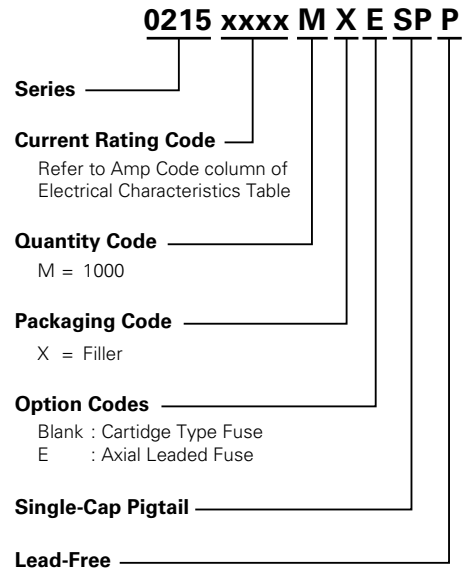 0215 xxxx M X E SP P
Series
Current Rating Code
Refer to Amp Code column of
Electrical Characteristics Table
Quantity Code
M = 1000
Packaging Code
X = Filler
Option Codes
Blank : Cartidge Type Fuse
E : Axial Leaded Fuse
Single-Cap Pigtail
Lead-Free